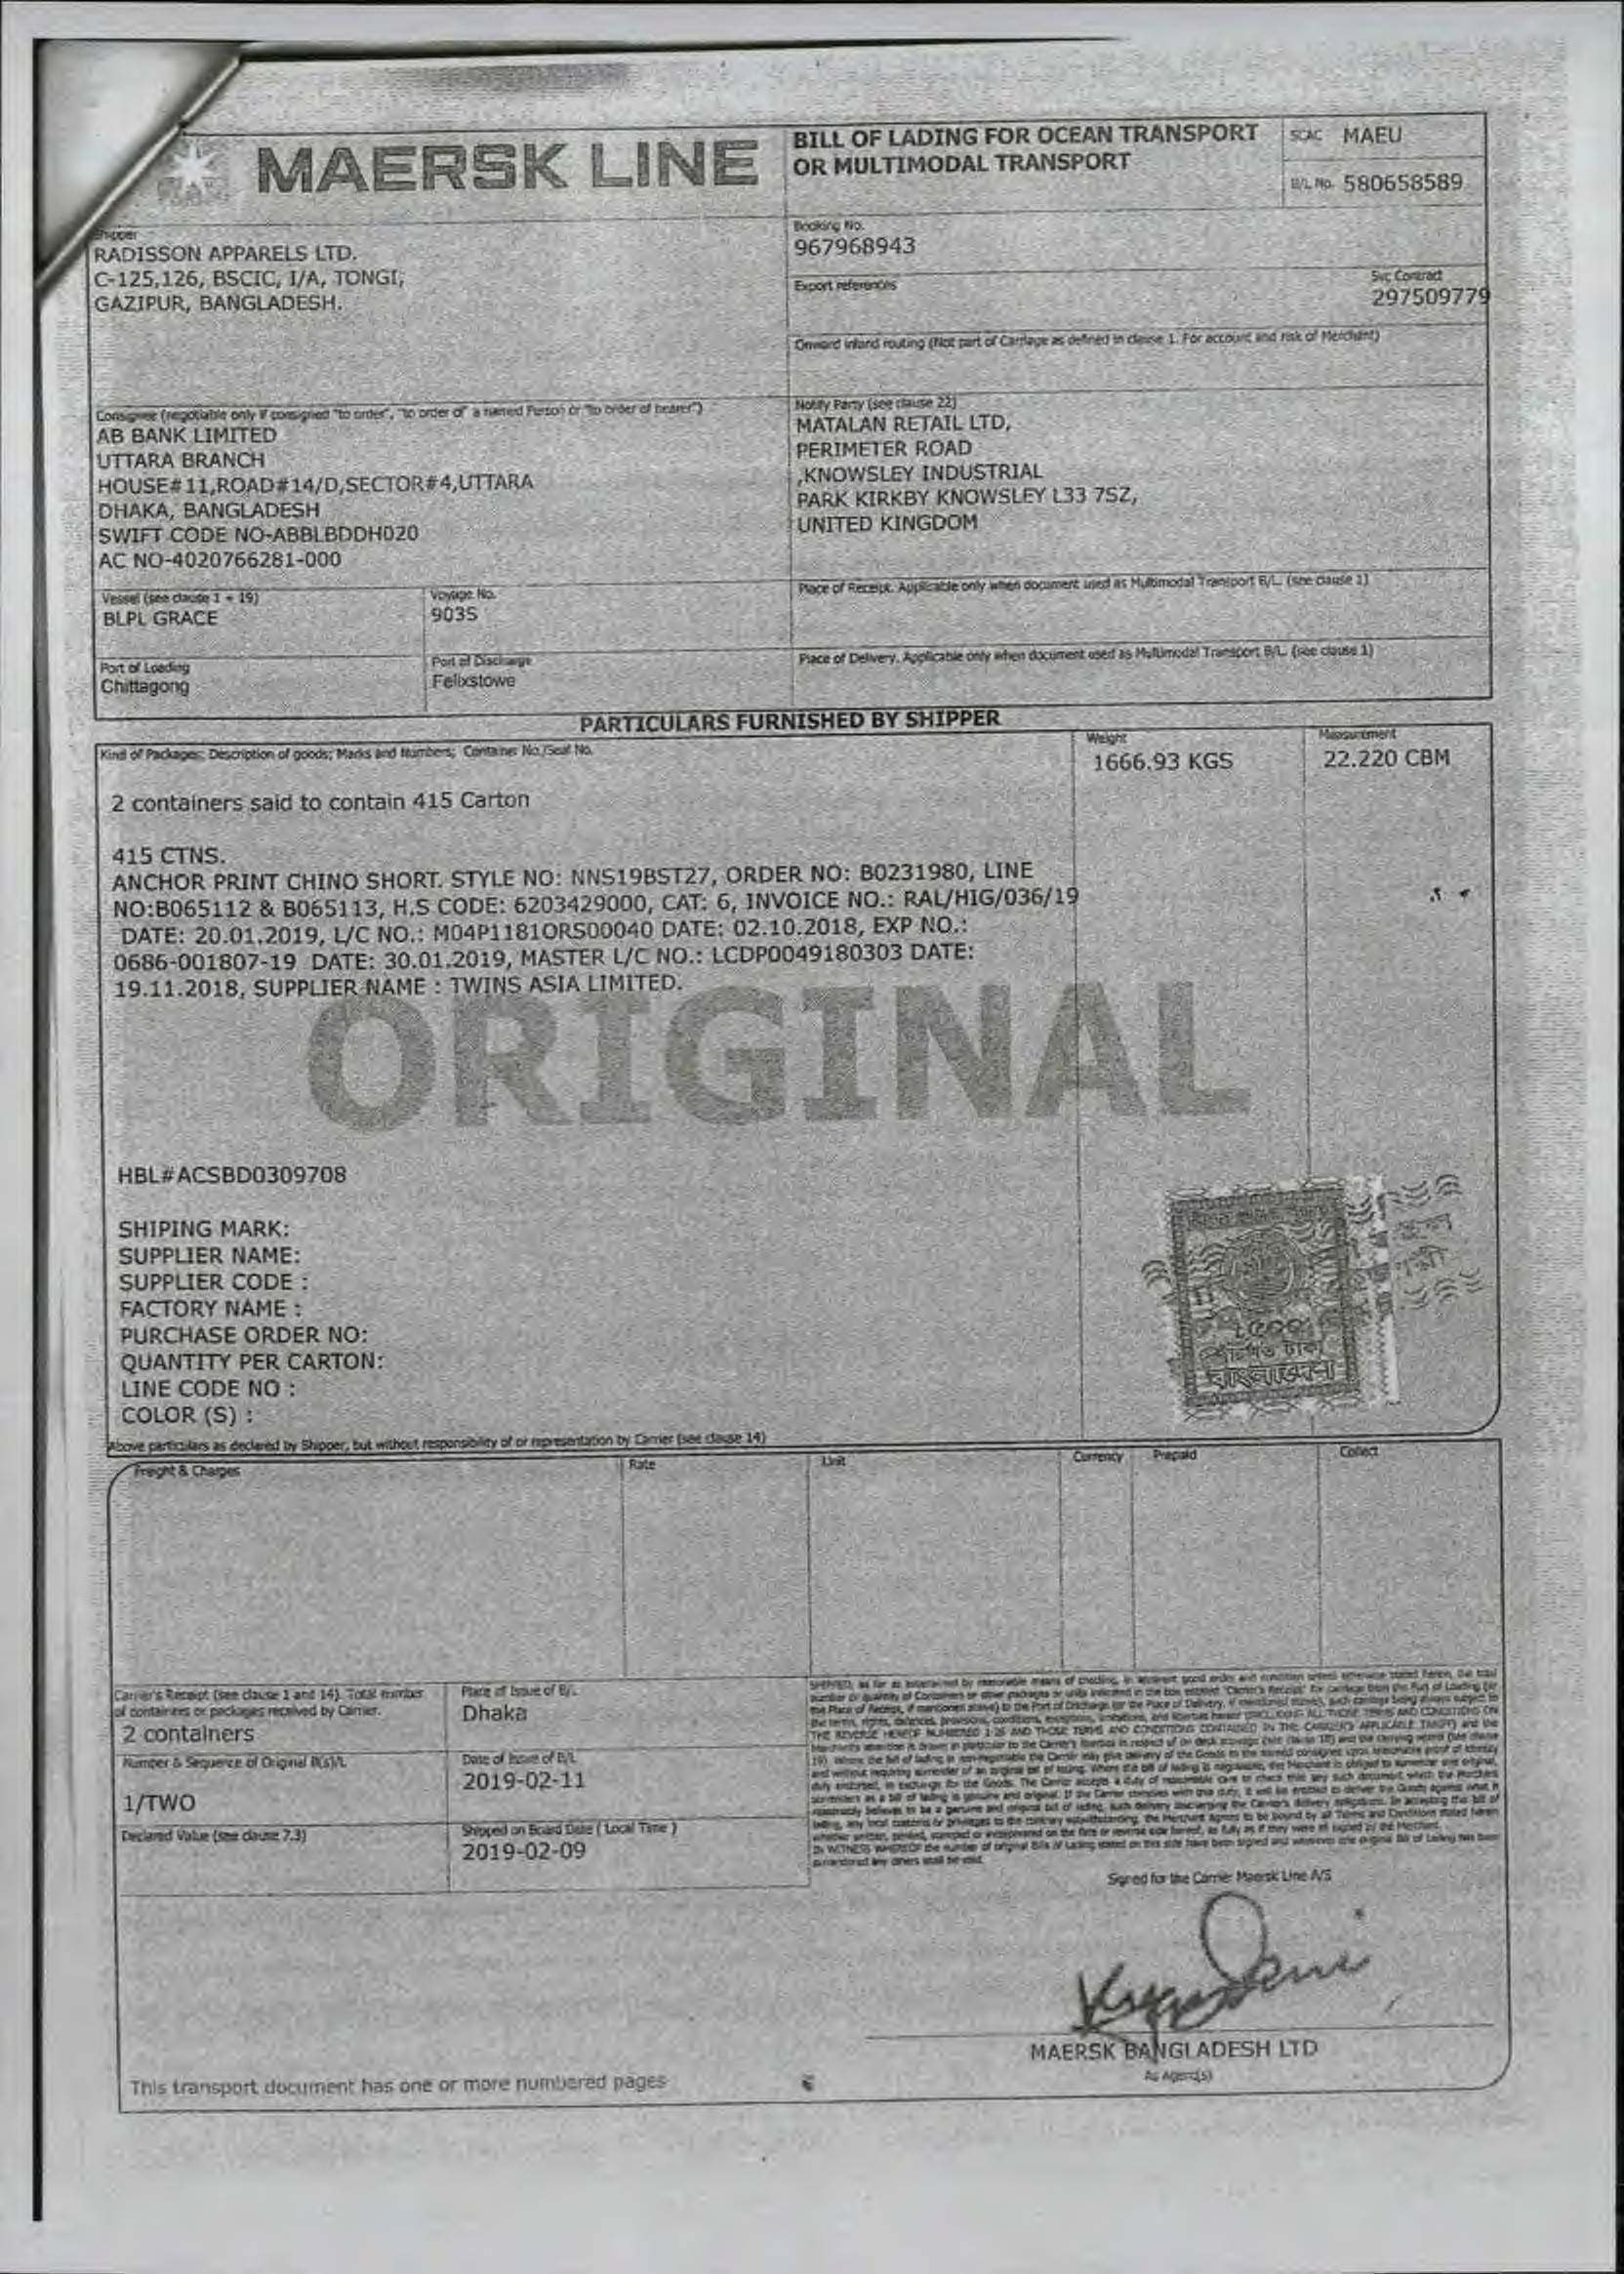 MAERSK LINE
BILL OF LADING FOR OCEAN TRANSPORT
OR MULTIMODAL TRANSPORT
SCAC MAEU
B/L No. 580658589
Shipper
RADISSON APPARELS LTD.
C-125,126, BSCIC, I/A, TONGI,
GAZIPUR, BANGLADESH.
Booking No.
967968943
Export references
Svc Contract
297509779
Onward inland routing (Not part of Carriage as defined in clause 1. For account and risk of Merchant)
Consignee (negotiable only if consigned "to order", "to order of" a named Person or "to order of bearer")
AB BANK LIMITED
UTTARA BRANCH
HOUSE#11,ROAD#14/D,SECTOR#4,UTTARA
DHAKA, BANGLADESH
SWIFT CODE NO-ABBLBDDH020
AC NO-4020766281-000
Notify Party (see clause 22)
MATALAN RETAIL LTD,
PERIMETER ROAD
,KNOWSLEY INDUSTRIAL
PARK KIRKBY KNOWSLEY L33 7SZ,
UNITED KINGDOM
Vessel (see clause 1 + 19)
BLPL GRACE
Voyage No.
903S
Place of Receipt. Applicable only when document used as Multimodal Transport B/L. (see clause 1)
Port of Loading
Chittagong
Port of Discharge
Felixstowe
Place of Delivery. Applicable only when document used as Multimodal Transport B/L. (see clause 1)
PARTICULARS FURNISHED BY SHIPPER
Kind of Packages; Description of goods; Marks and Numbers; Container No./Seal No.
Weight
1666.93 KGS
Measurement
22.220 CBM
2 containers said to contain 415 Carton
415 CTNS.
ANCHOR PRINT CHINO SHORT. STYLE NO: NNS19BST27, ORDER NO: B0231980, LINE
NO:B065112 & B065113, H.S CODE: 6203429000, CAT: 6, INVOICE NO.: RAL/HIG/036/19
DATE: 20.01.2019, L/C NO.: M04P1181ORS00040 DATE: 02.10.2018, EXP NO.:
0686-001807-19 DATE: 30.01.2019, MASTER L/C NO.: LCDP0049180303 DATE:
19.11.2018, SUPPLIER NAME : TWINS ASIA LIMITED.
ORIGINAL
HBL#ACSBD0309708
SHIPING MARK:
SUPPLIER NAME:
SUPPLIER CODE :
FACTORY NAME :
PURCHASE ORDER NO:
QUANTITY PER CARTON:
LINE CODE NO :
COLOR (S) :
বাংলাদেশ
Above particulars as declared by Shipper, but without responsibility of or representation by Carrier (see clause 14)
Freight & Charges
Rate
Unit
Currency
Prepaid
Collect
Carrier's Receipt (see clause 1 and 14). Total number
of containers or packages received by Carrier.
2 containers
Place of Issue of B/L
Dhaka
Number & Sequence of Original B(s)/L
1/TWO
Date of Issue of B/L
2019-02-11
Declared Value (see clause 7.3)
Shipped on Board Date ( Local Time )
2019-02-09
Signed for the Carrier Maersk Line A/S
MAERSK BANGLADESH LTD
As Agent(s)
This transport document has one or more numbered pages